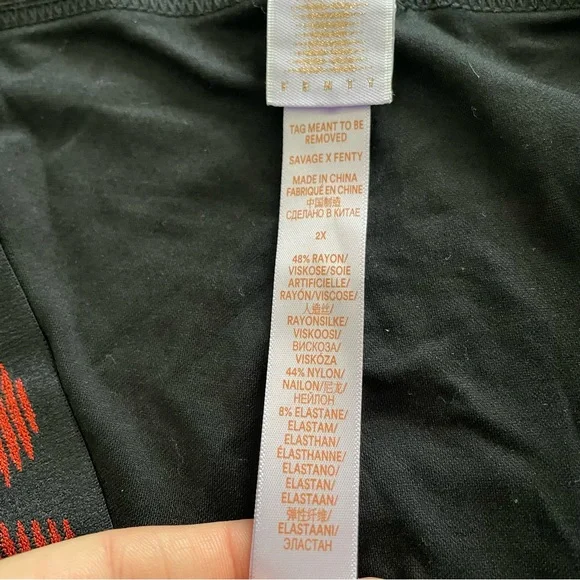 FENTY
TAG MEANT TO BE
REMOVED
SAVAGE X FENTY
MADE IN CHINA
FABRIQUÉ EN CHINE
中国制造
СДЕЛАНО В КИТАЕ
2X
48% RAYON/
VISKOSE/SOIE
ARTIFICIELLE/
RAYÓN/VISCOSE/
人造丝/
RAYONSILKE/
VISKOOSI/
ВИСКОЗА/
VISKÓZA
44% NYLON/
NAILON/尼龙/
НЕЙЛОН
8% ELASTANE/
ELASTAM/
ELASTHAN/
ÉLASTHANNE/
ELASTANO/
ELASTAN/
ELASTAAN/
弹性纤维/
ELASTAANI/
ЭЛАСТАН